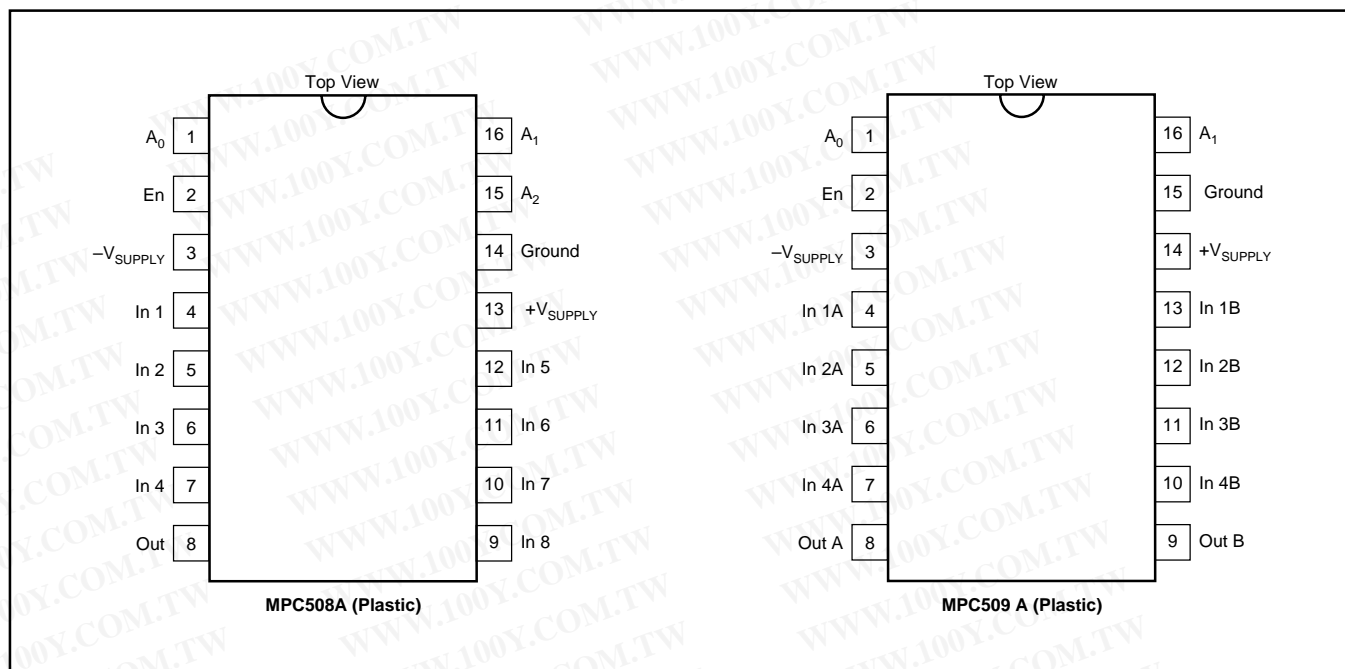 Top View
A0 1
En 2
–VSUPPLY 3
In 1 4
In 2 5
In 3 6
In 4 7
Out 8
16 A1
15 A2
14 Ground
13 +VSUPPLY
12 In 5
11 In 6
10 In 7
9 In 8
MPC508A (Plastic)
Top View
A0 1
En 2
–VSUPPLY 3
In 1A 4
In 2A 5
In 3A 6
In 4A 7
Out A 8
16 A1
15 Ground
14 +VSUPPLY
13 In 1B
12 In 2B
11 In 3B
10 In 4B
9 Out B
MPC509 A (Plastic)
WWW.100Y.COM.TW